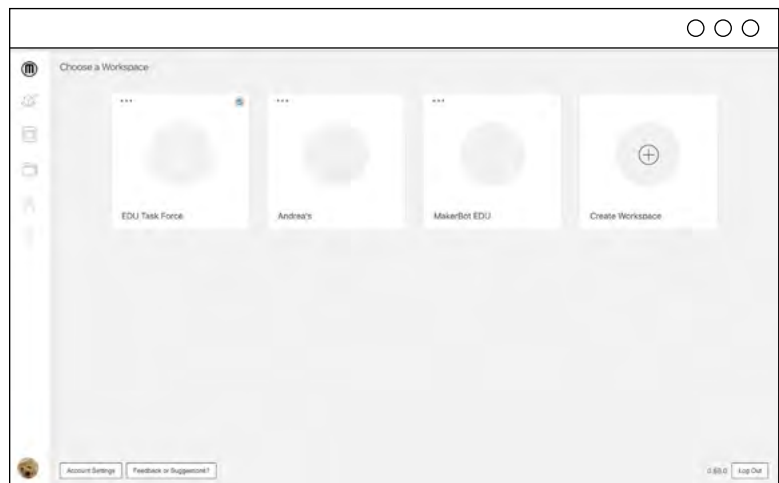 Choose a Workspace
EDU Task Force
Andrea's
MakerBot EDU
Create Workspace
Account Settings
Feedback or Suggestions?
Log Out